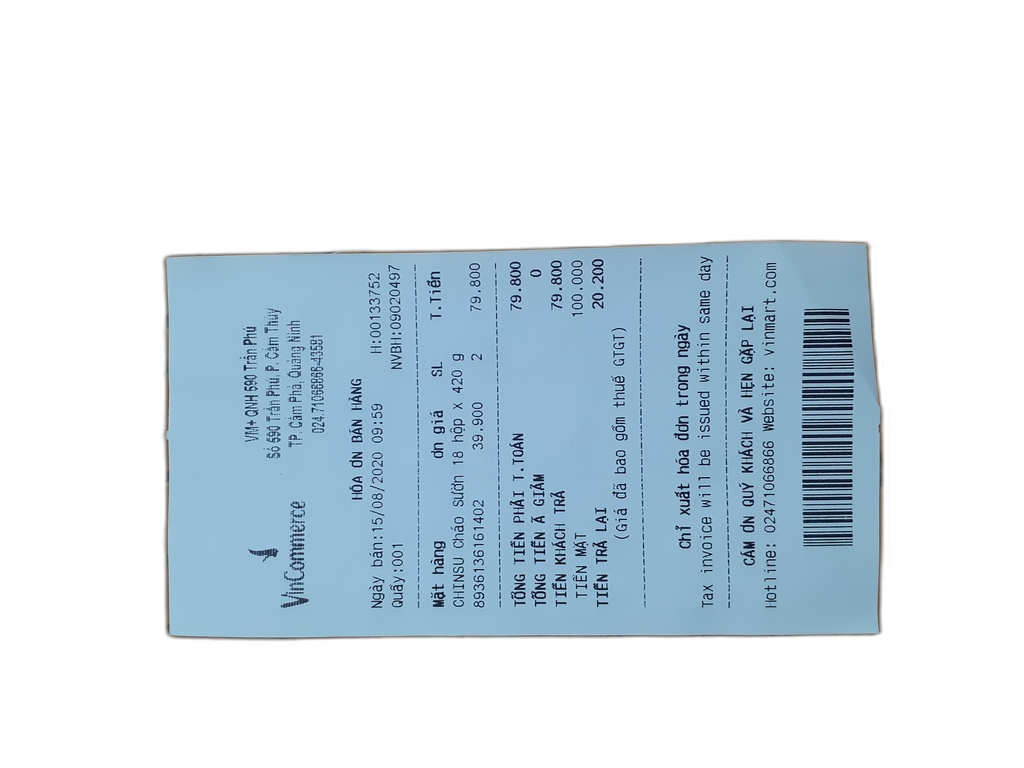 VinCommerce
VM+ QNH 590 Trần Phú
Số 590 Trần Phú, P. Cẩm Thủy
TP. Cẩm Phả, Quảng Ninh
024.71066866-43581
HÓA ĐN BÁN HÀNG
Ngày bán:15/08/2020 09:59 H:00133752
Quầy:001 NVBH:09020497
Mặt hàng đn giá SL T.Tiền
CHINSU Cháo sườn 18 hộp X 420 g
8936136161402 39.900 2 79.800
TỔNG TIỀN PHẢI T.TOÁN 79.800
TỔNG TIỀN Ã GIẢM 0
TIỀN KHÁCH TRẢ 79.800
TIỀN MẶT 100.000
TIỀN TRẢ LẠI 20.200
(Giá đã bao gồm thuế GTGT)
Chỉ xuất hóa đơn trong ngày
Tax invoice will be issued within same day
CẢM ƠN QUÝ KHÁCH VÀ HẸN GẶP LẠI
Hotline: 02471066866 Website: vinmart.com